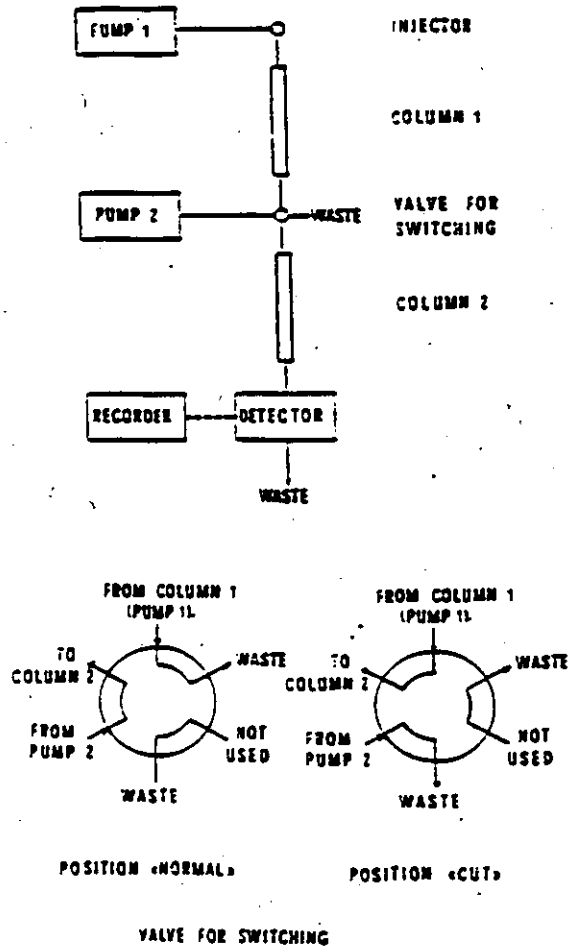 PUMP 1
INJECTOR
COLUMN 1
PUMP 2
WASTE
VALVE FOR
SWITCHING
COLUMN 2
RECORDER
DETECTOR
WASTE
FROM COLUMN 1
(PUMP 1).
TO
COLUMN 2
WASTE
FROM
PUMP 2
NOT
USED
WASTE
POSITION «NORMAL»
FROM COLUMN 1
(PUMP 1).
TO
COLUMN 2
WASTE
FROM
PUMP 2
NOT
USED
WASTE
POSITION «CUT»
VALVE FOR SWITCHING